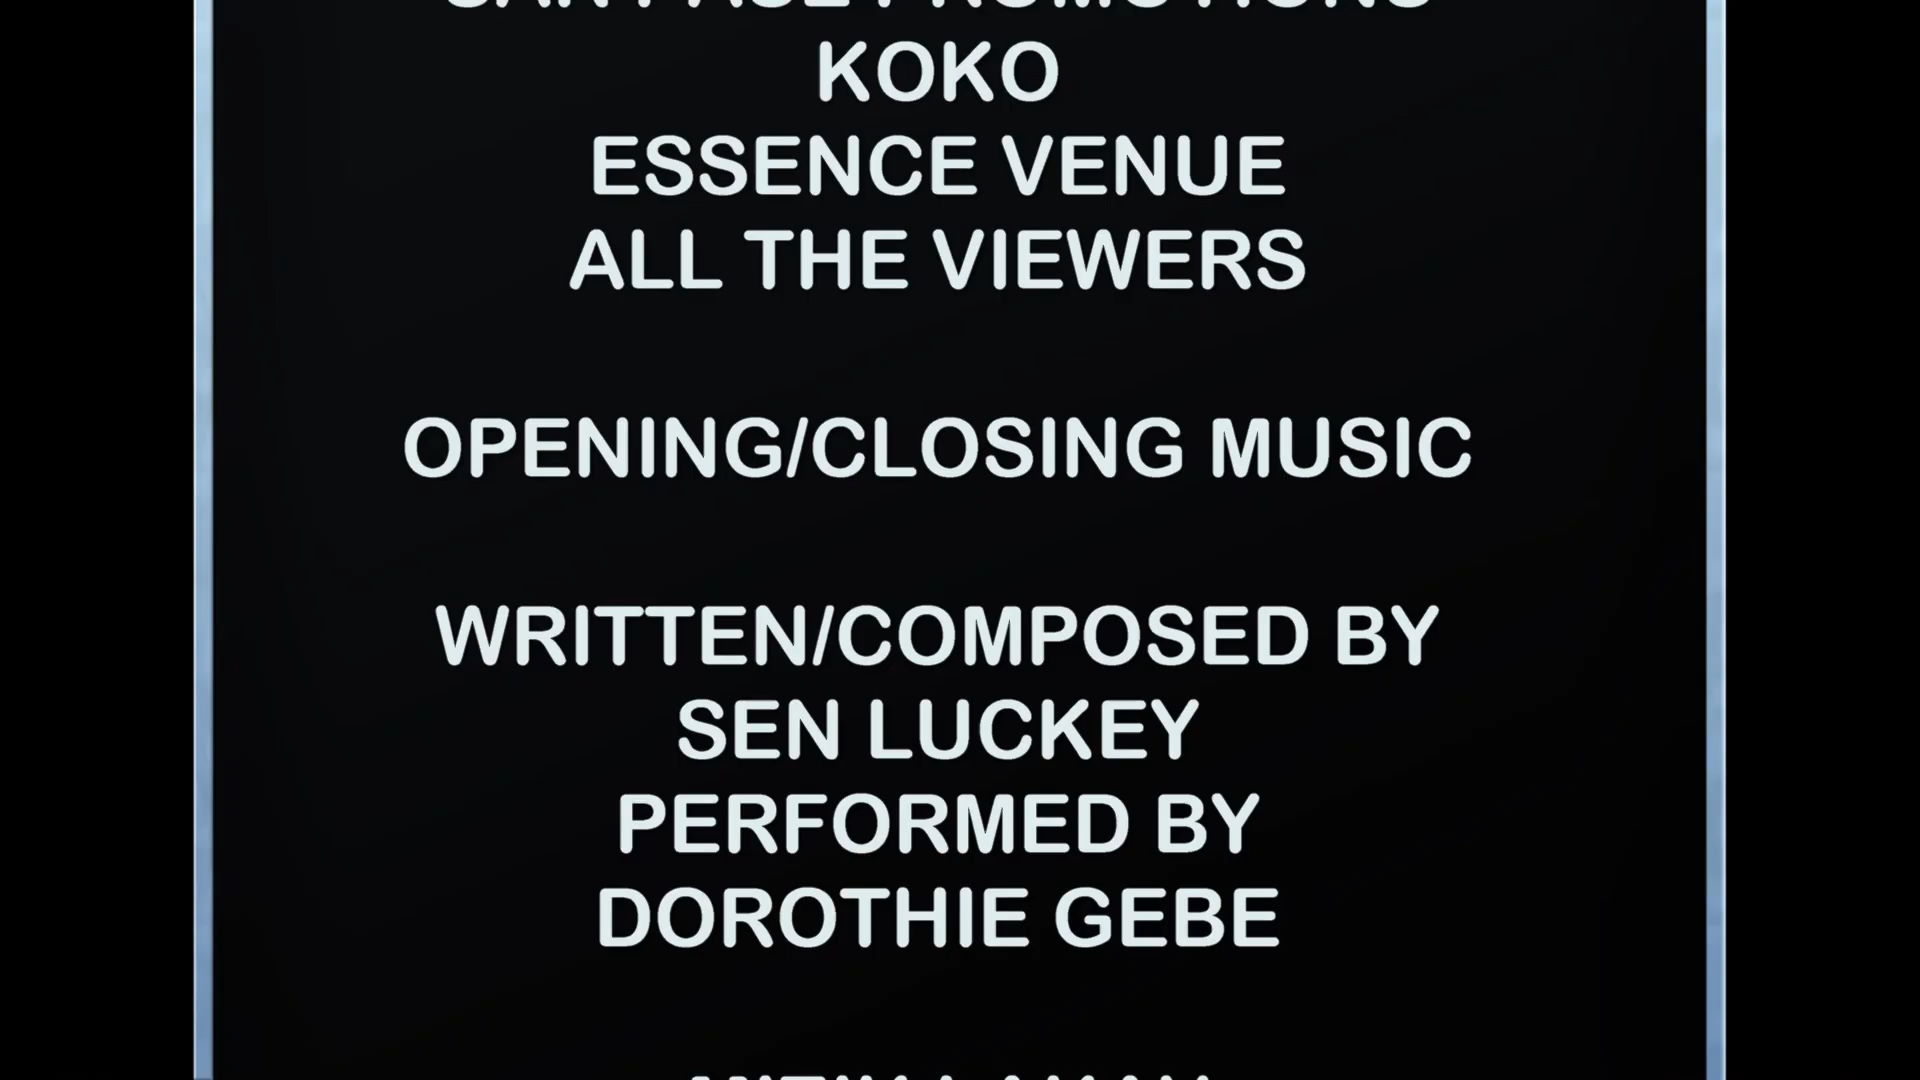 KOKO
ESSENCE VENUE
ALL THE VIEWERS
OPENING/CLOSING MUSIC
WRITTEN/COMPOSED BY
SEN LUCKEY
PERFORMED BY
DOROTHIE GEBE